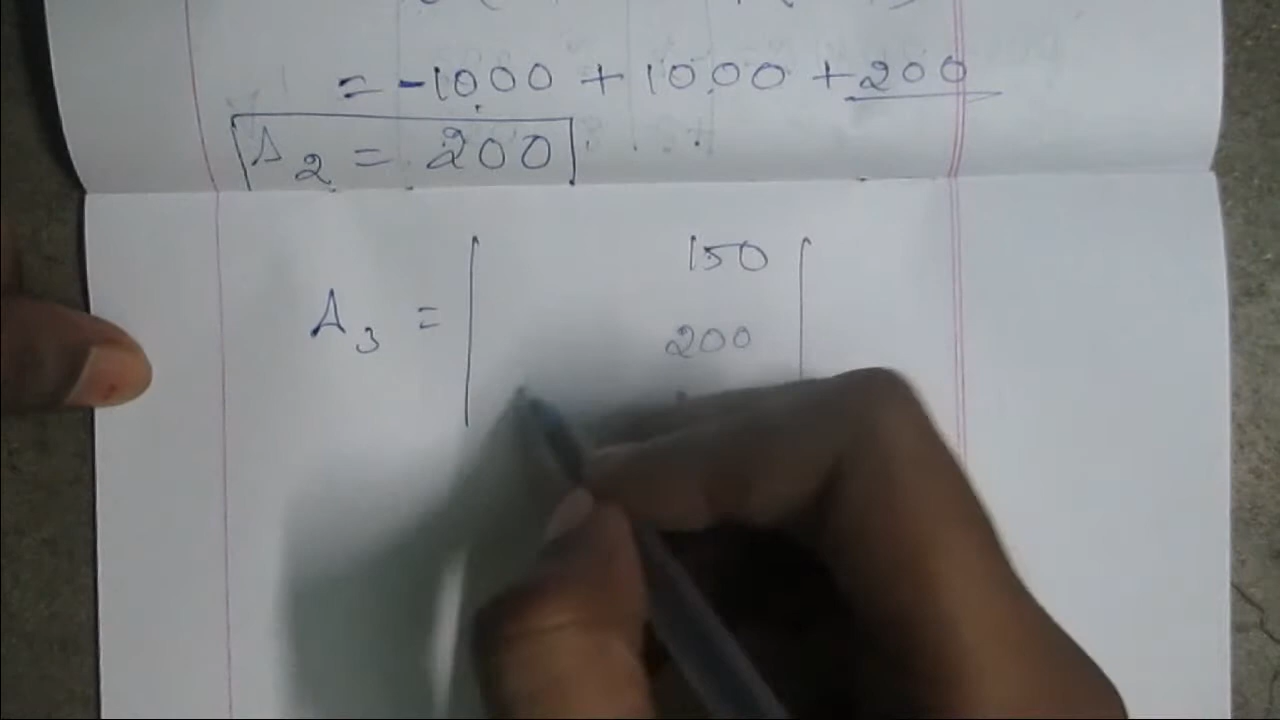 = -1000 + 1000 + 200
Δ2 = 200
Δ3 = | 150 |
200